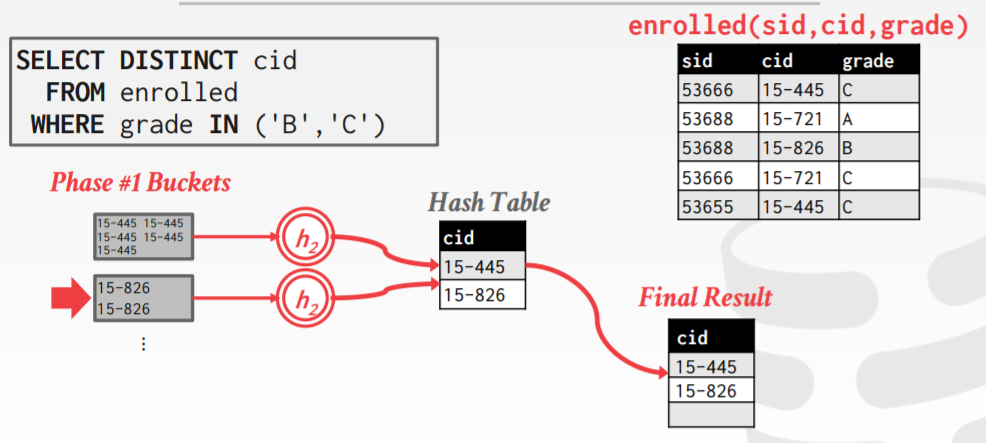 enrolled(sid,cid,grade)
SELECT DISTINCT cid
FROM enrolled
WHERE grade IN ('B','C')
sid cid grade
53666 15-445 C
53688 15-721 A
53688 15-826 B
53666 15-721 C
53655 15-445 C
Phase #1 Buckets
15-445 15-445
15-445 15-445
15-445
h2
15-826
15-826
h2
⋮
Hash Table
cid
15-445
15-826
Final Result
cid
15-445
15-826